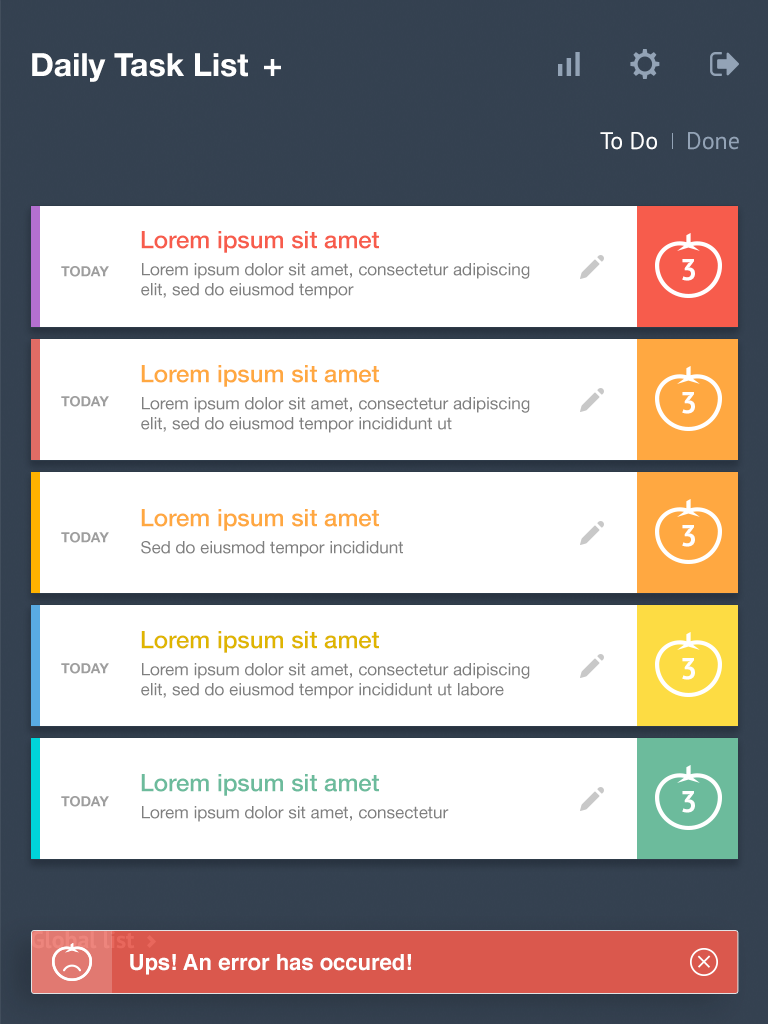 Daily Task List +
To Do | Done
Lorem ipsum sit amet
TODAY
Lorem ipsum dolor sit amet, consectetur adipiscing
elit, sed do eiusmod tempor
3
Lorem ipsum sit amet
TODAY
Lorem ipsum dolor sit amet, consectetur adipiscing
elit, sed do eiusmod tempor incididunt ut
3
Lorem ipsum sit amet
TODAY
Sed do eiusmod tempor incididunt
3
Lorem ipsum sit amet
TODAY
Lorem ipsum dolor sit amet, consectetur adipiscing
elit, sed do eiusmod tempor incididunt ut labore
3
Lorem ipsum sit amet
TODAY
Lorem ipsum dolor sit amet, consectetur
3
Global list >
Ups! An error has occured!